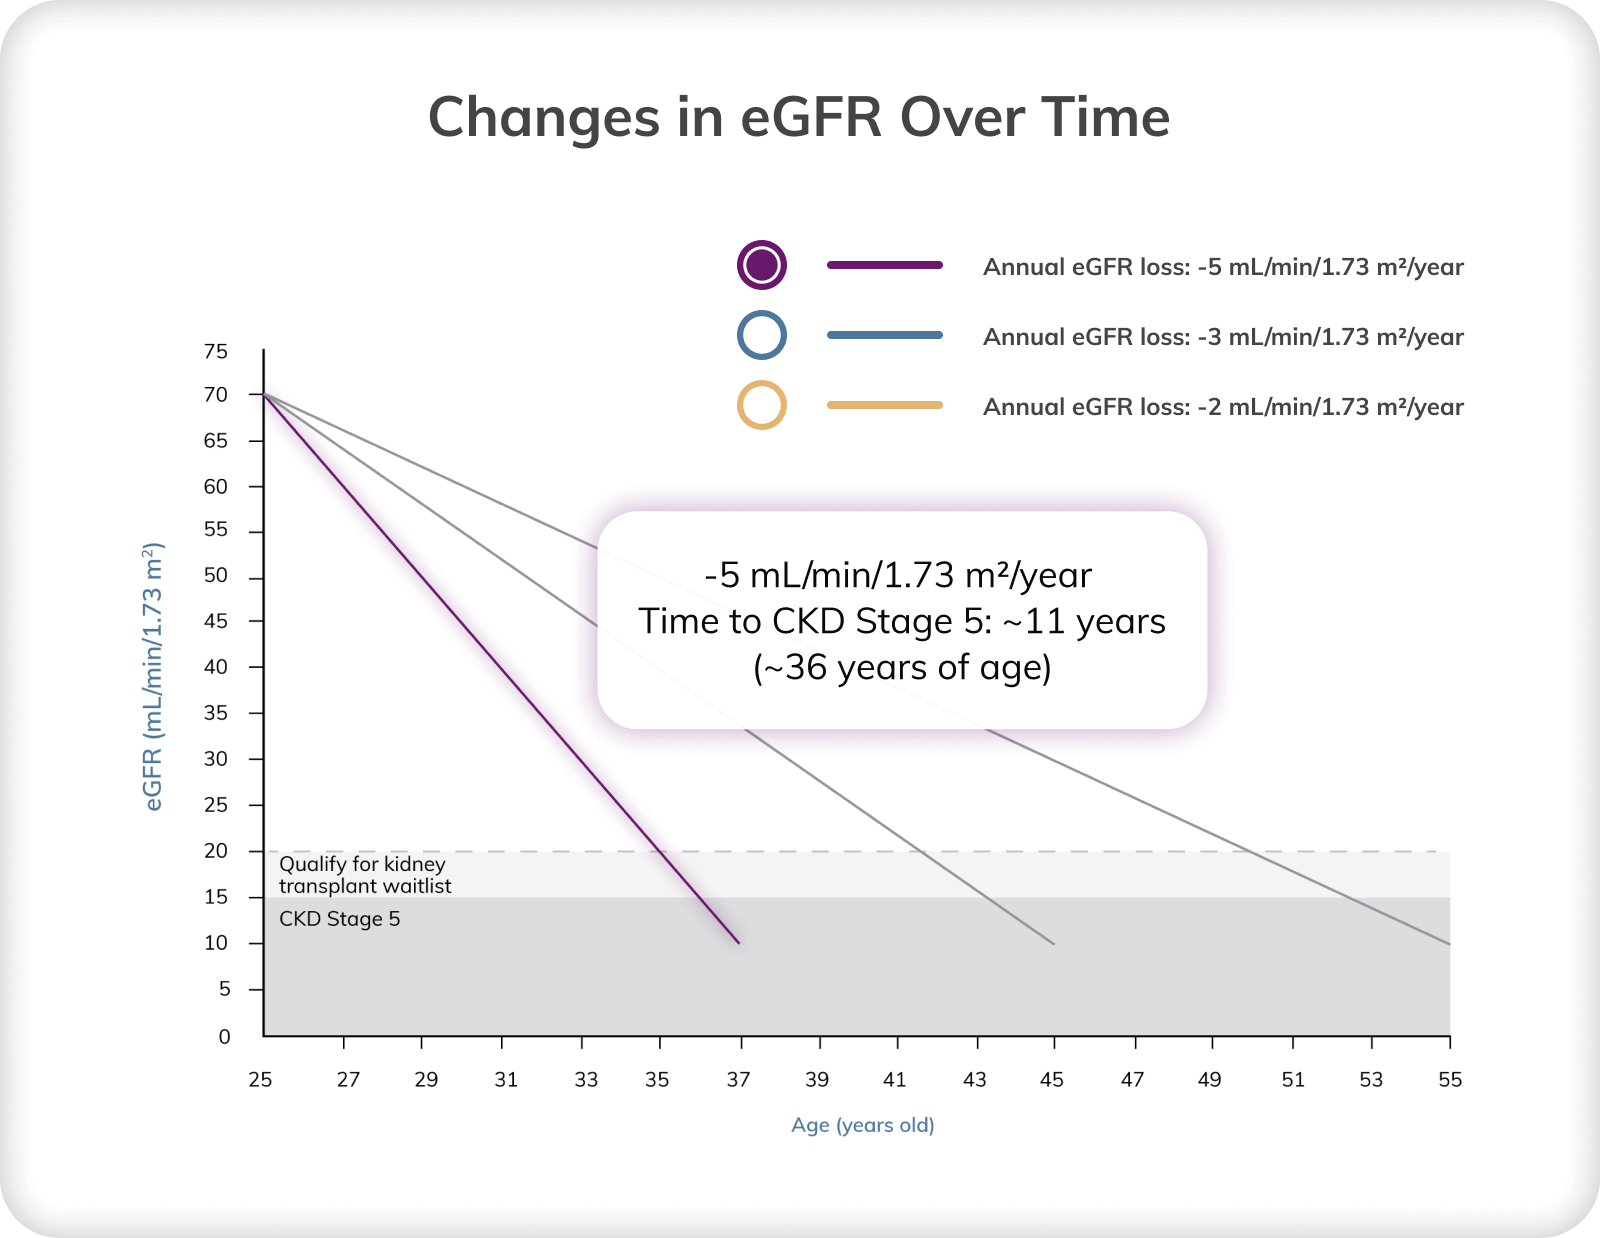 Changes in eGFR Over Time
Annual eGFR loss: -5 mL/min/1.73 m²/year
Annual eGFR loss: -3 mL/min/1.73 m²/year
Annual eGFR loss: -2 mL/min/1.73 m²/year
eGFR (mL/min/1.73 m²)
75
70
65
60
55
50
45
40
35
30
25
20
15
10
5
0
-5 mL/min/1.73 m²/year
Time to CKD Stage 5: ~11 years
(~36 years of age)
Qualify for kidney
transplant waitlist
CKD Stage 5
25 27 29 31 33 35 37 39 41 43 45 47 49 51 53 55
Age (years old)